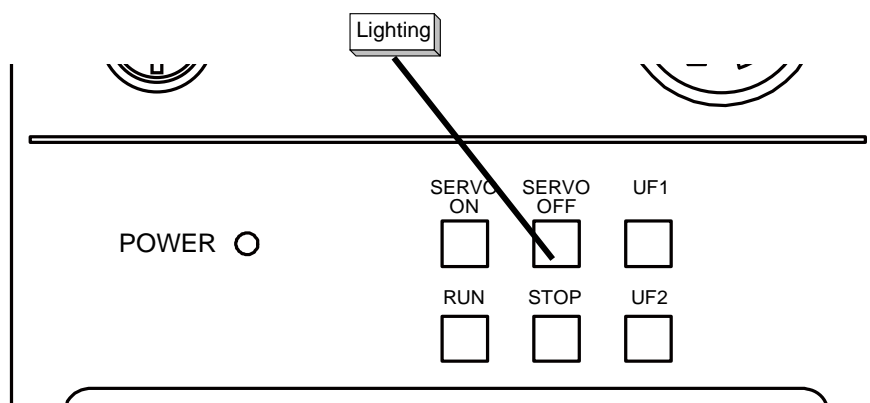 Lighting
SERVO ON
SERVO OFF
UF1
POWER
RUN
STOP
UF2